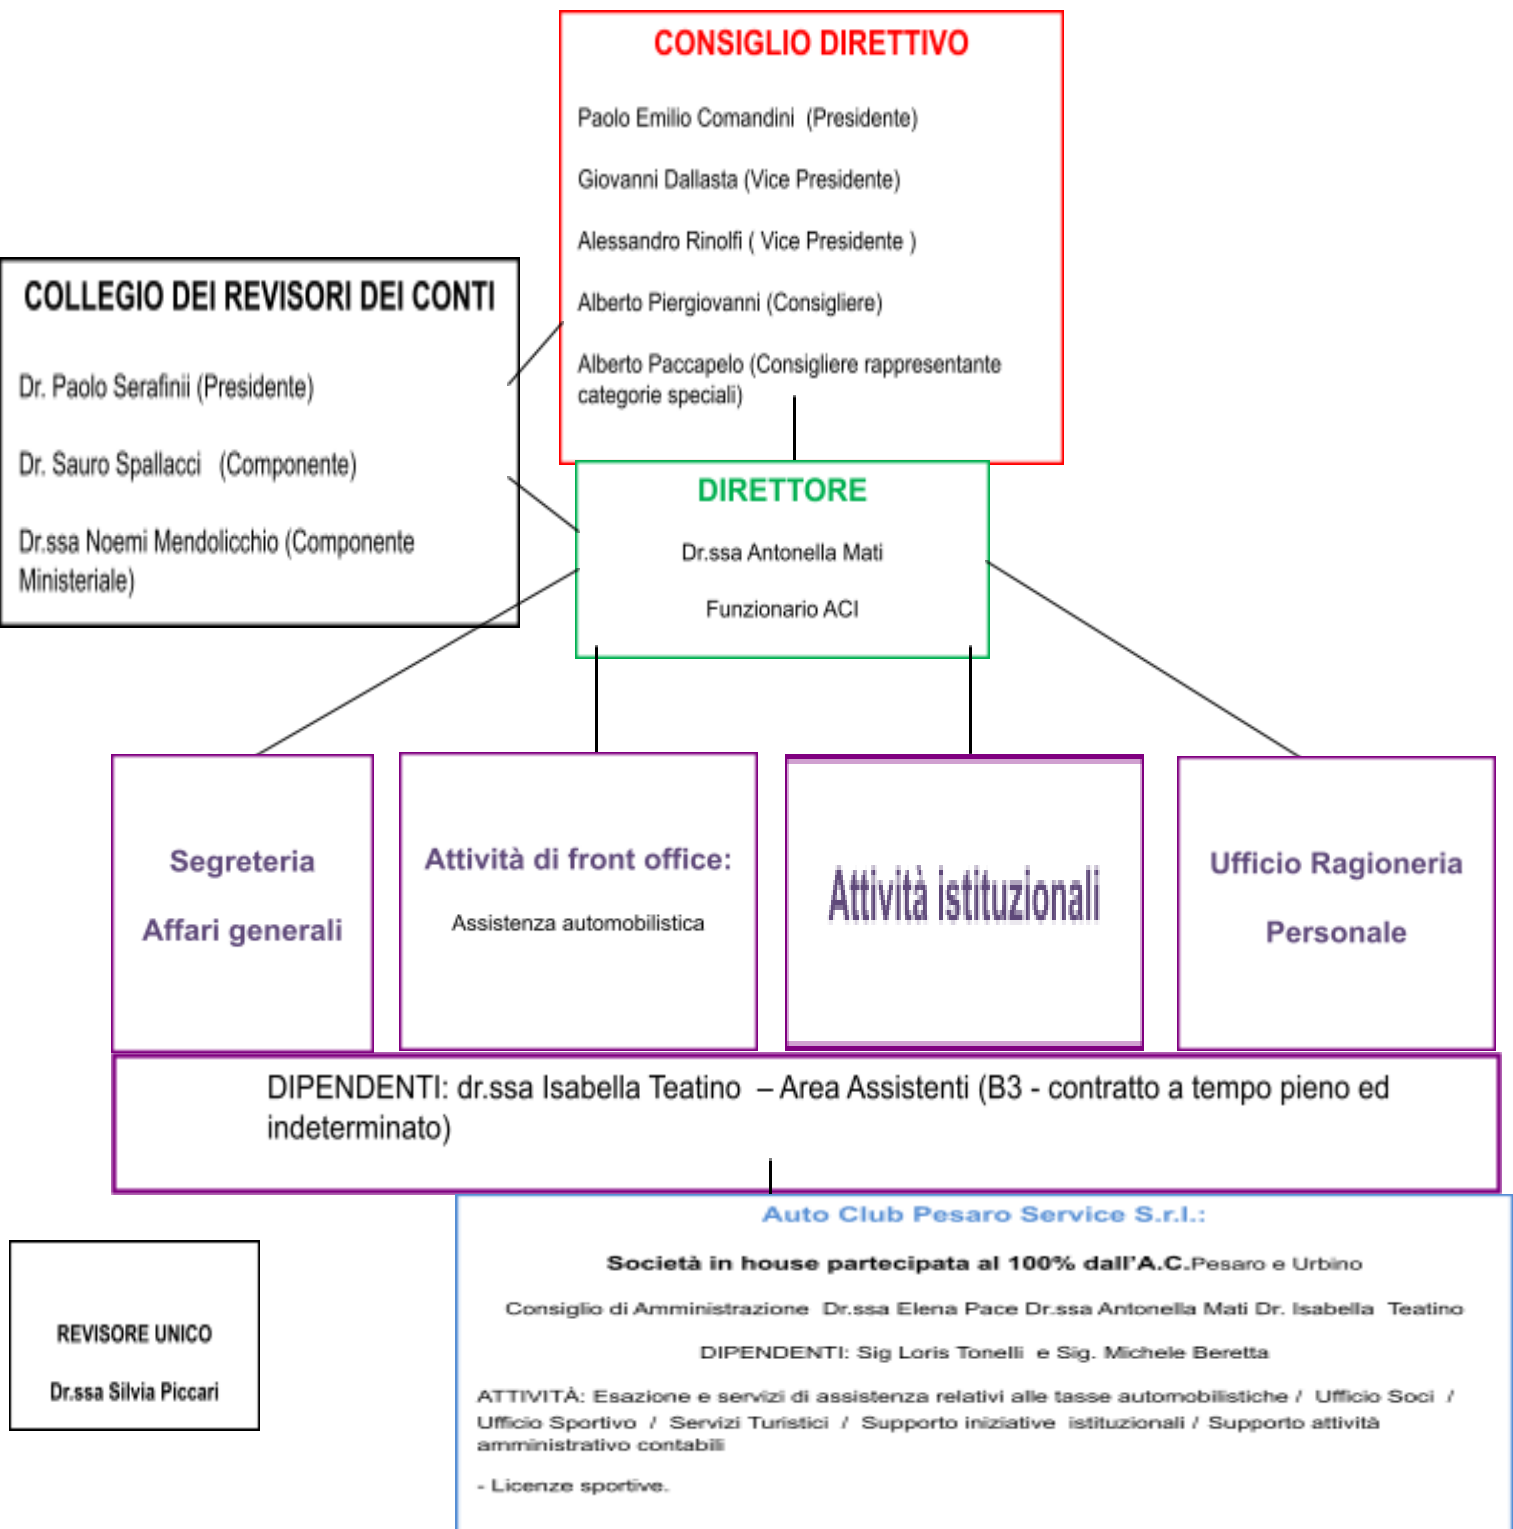 CONSIGLIO DIRETTIVO
Paolo Emilio Comandini  (Presidente)
Giovanni Dallasta (Vice Presidente)
Alessandro Rinolfi ( Vice Presidente )
Alberto Piergiovanni (Consigliere)
Alberto Paccapelo (Consigliere rappresentante
categorie speciali)
COLLEGIO DEI REVISORI DEI CONTI
Dr. Paolo Serafinii (Presidente)
Dr. Sauro Spallacci   (Componente)
Dr.ssa Noemi Mendolicchio (Componente
Ministeriale)
DIRETTORE
Dr.ssa Antonella Mati
Funzionario ACI
Segreteria
Affari generali
Attività di front office:
Assistenza automobilistica
Attività istituzionali
Ufficio Ragioneria
Personale
DIPENDENTI: dr.ssa Isabella Teatino  – Area Assistenti (B3 - contratto a tempo pieno ed
indeterminato)
Auto Club Pesaro Service S.r.l.:
Società in house partecipata al 100% dall'A.C.Pesaro e Urbino
Consiglio di Amministrazione  Dr.ssa Elena Pace Dr.ssa Antonella Mati Dr. Isabella  Teatino
DIPENDENTI: Sig Loris Tonelli  e Sig. Michele Beretta
ATTIVITÀ: Esazione e servizi di assistenza relativi alle tasse automobilistiche /  Ufficio Soci  /
Ufficio Sportivo  /  Servizi Turistici  /  Supporto iniziative  istituzionali / Supporto attività
amministrativo contabili
- Licenze sportive.
REVISORE UNICO
Dr.ssa Silvia Piccari